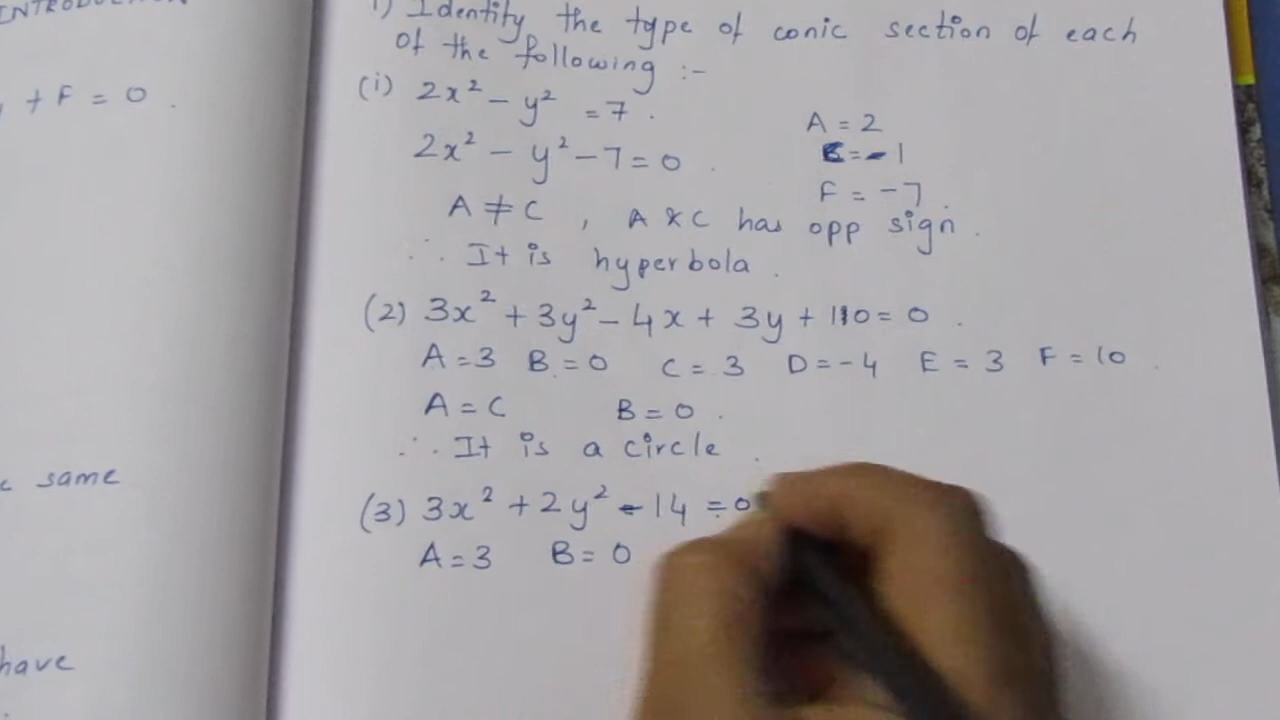 + F = 0 .
same
have
1) Identify the type of conic section of each
of the following :-
(i) 2x² - y² = 7 .
2x² - y² - 7 = 0 .
A = 2
C = -1
F = -7 .
A ≠ C , A & C has opp sign .
∴ It is hyperbola .
(2) 3x² + 3y² - 4x + 3y + 110 = 0 .
A = 3 B = 0 C = 3 D = -4 E = 3 F = 10 .
A = C B = 0 .
∴ It is a circle .
(3) 3x² + 2y² - 14 = 0
A = 3 B = 0